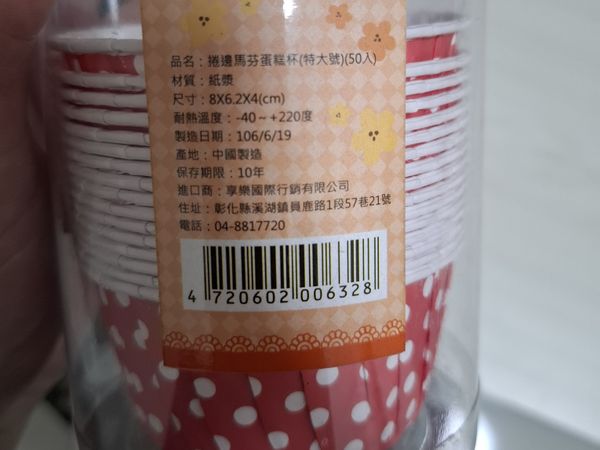 品名：捲邊馬芬蛋糕杯(特大號)(50入)
材質：紙漿
尺寸：8X6.2X4(cm)
耐熱溫度：-40～+220度
製造日期：106/6/19
產地：中國製造
保存期限：10年
進口商：享樂國際行銷有限公司
住址：彰化縣溪湖鎮員鹿路1段57巷21號
電話：04-8817720
4 720602 006328